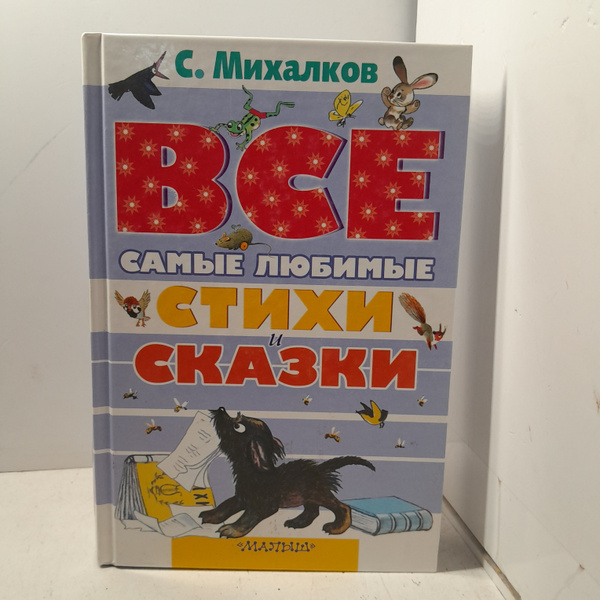 С. Михалков
ВСЕ
САМЫЕ ЛЮБИМЫЕ
СТИХИ
и
СКАЗКИ
«МАЛЫШ»